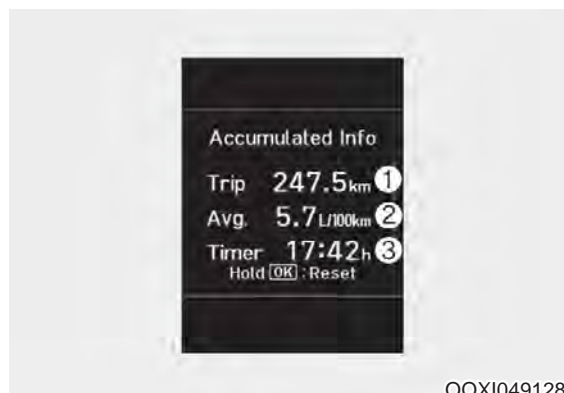 Accumulated Info
Trip 247.5km ①
Avg. 5.7L/100km ②
Timer 17:42h ③
Hold OK : Reset
OOXI049128